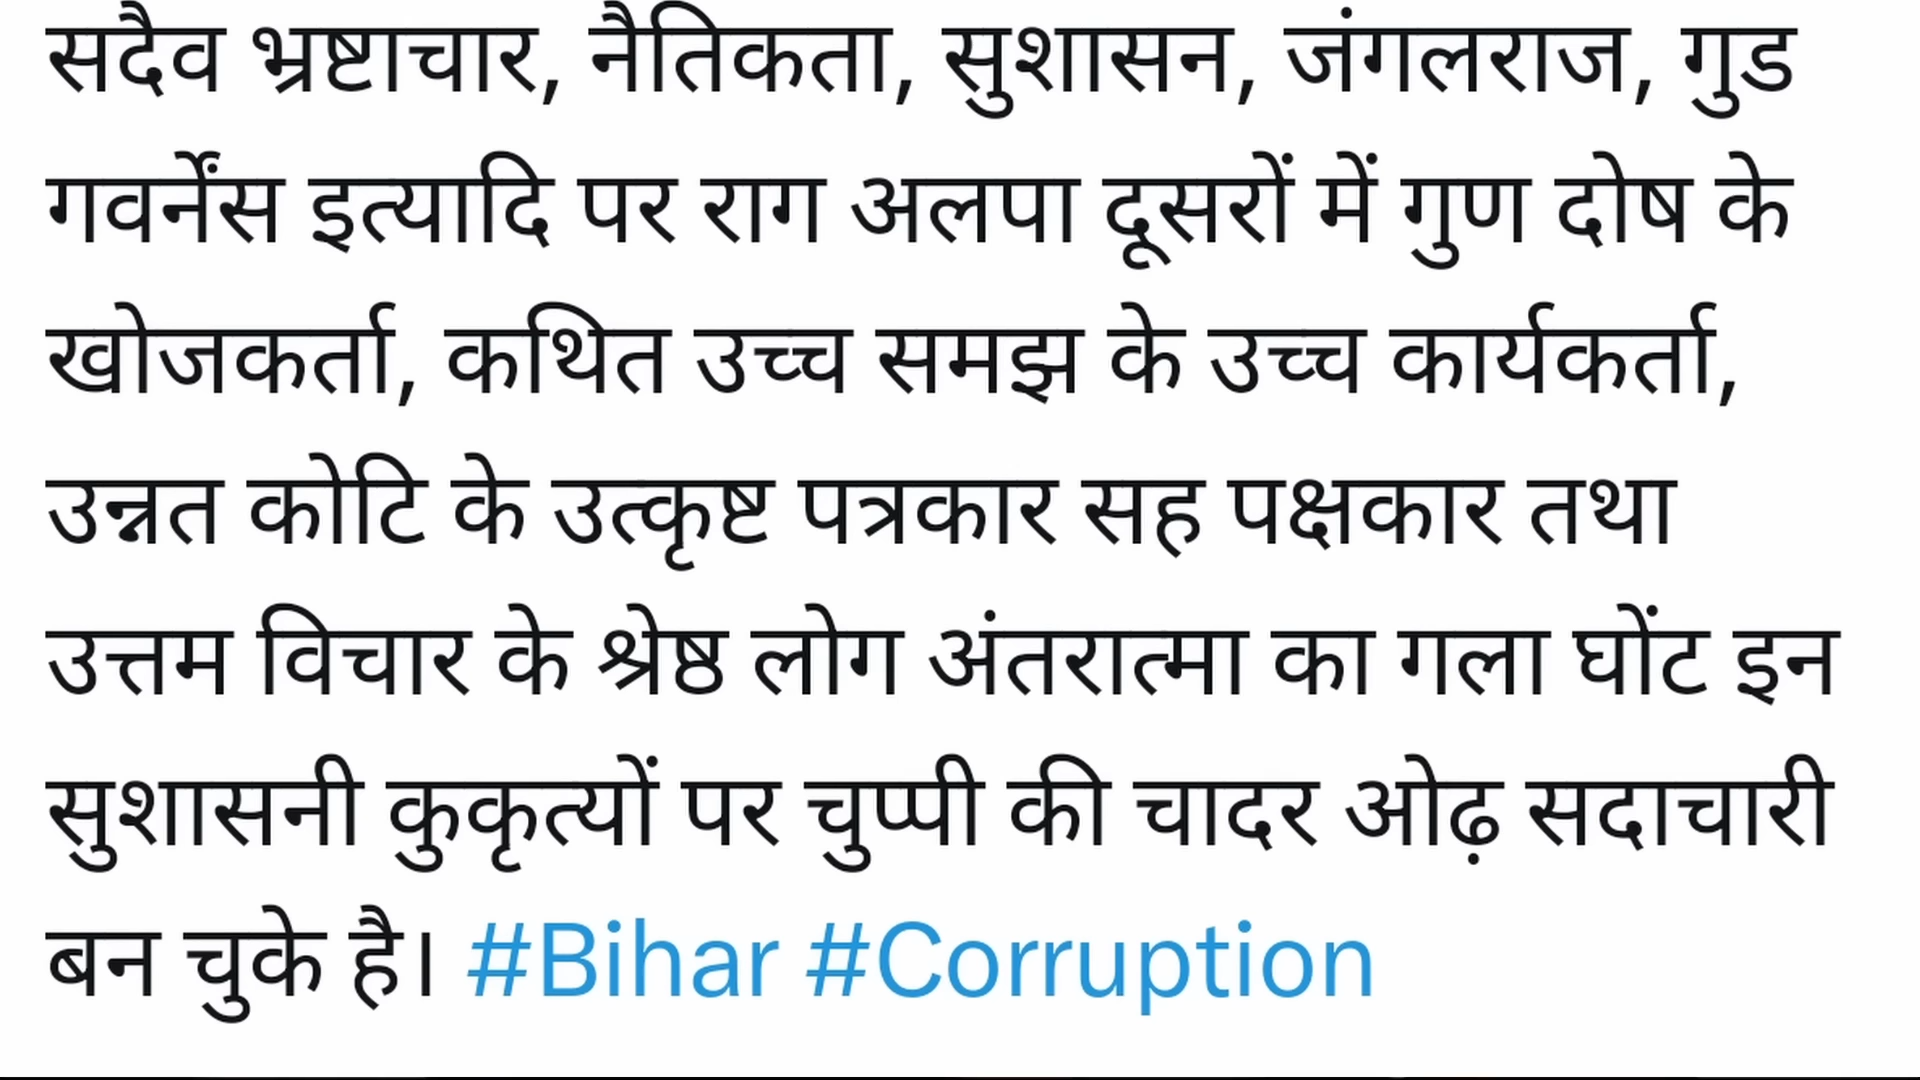 सदैव भ्रष्टाचार, नैतिकता, सुशासन, जंगलराज, गुड
गवर्नेंस इत्यादि पर राग अलपा दूसरों में गुण दोष के
खोजकर्ता, कथित उच्च समझ के उच्च कार्यकर्ता,
उन्नत कोटि के उत्कृष्ट पत्रकार सह पक्षकार तथा
उत्तम विचार के श्रेष्ठ लोग अंतरात्मा का गला घोंट इन
सुशासनी कुकृत्यों पर चुप्पी की चादर ओढ़ सदाचारी
बन चुके है। #Bihar #Corruption